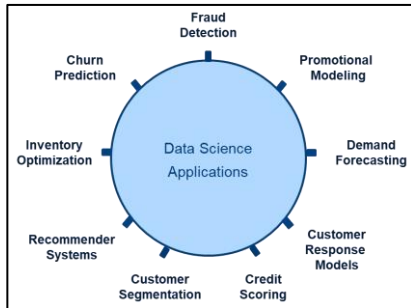 Fraud
Detection
Promotional
Modeling
Demand
Forecasting
Customer
Response
Models
Credit
Scoring
Customer
Segmentation
Recommender
Systems
Inventory
Optimization
Churn
Prediction
Data Science
Applications